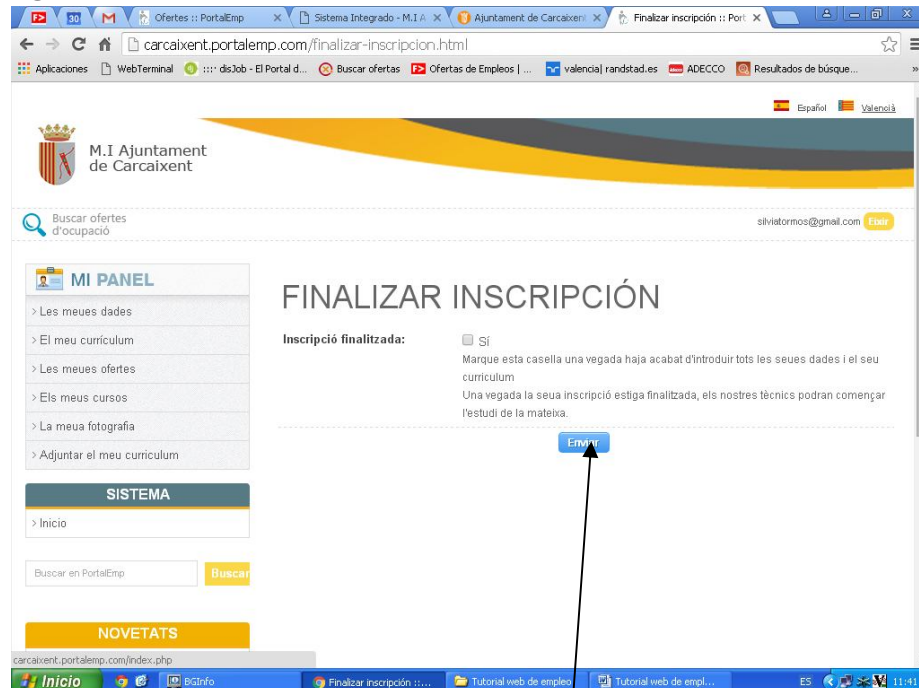 30
Ofertes :: PortalEmp
Sistema Integrado - M.I A
Ajuntament de Carcaixent
Finalizar inscripción :: Port
carcaixent.portalemp.com/finalizar-inscripcion.html
Aplicaciones
WebTerminal
::::· disJob - El Portal d...
Buscar ofertas
Ofertas de Empleos | ...
valencia| randstad.es
ADECCO
Resultados de búsque...
Español
Valencià
M.I Ajuntament
de Carcaixent
Buscar ofertes
d'ocupació
silviatormos@gmail.com
Eixir
MI PANEL
> Les meues dades
> El meu currículum
> Les meues ofertes
> Els meus cursos
> La meua fotografia
> Adjuntar el meu curriculum
SISTEMA
> Inicio
Buscar en PortalEmp
Buscar
NOVETATS
FINALIZAR INSCRIPCIÓN
Inscripció finalitzada:
Sí
Marque esta casella una vegada haja acabat d'introduir tots les seues dades i el seu
curriculum
Una vegada la seua inscripció estiga finalitzada, els nostres tècnics podran començar
l'estudi de la mateixa.
Enviar
carcaixent.portalemp.com/index.php
Inicio
BGInfo
Finalizar inscripción ::...
Tutorial web de empleo
Tutorial web de empl...
ES
11:41